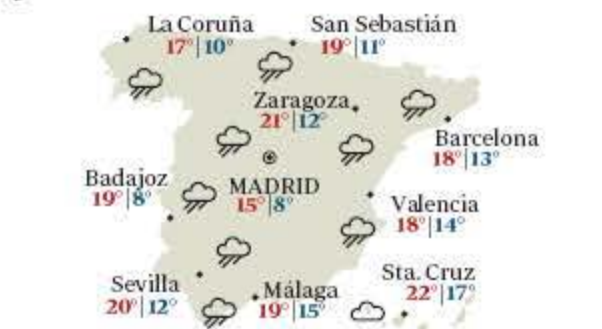 La Coruña
17°|10°
San Sebastián
19°|11°
Zaragoza
21°|12°
Barcelona
18°|13°
Badajoz
19°|8°
MADRID
15°|8°
Valencia
18°|14°
Sevilla
20°|12°
Málaga
19°|15°
Sta. Cruz
22°|17°